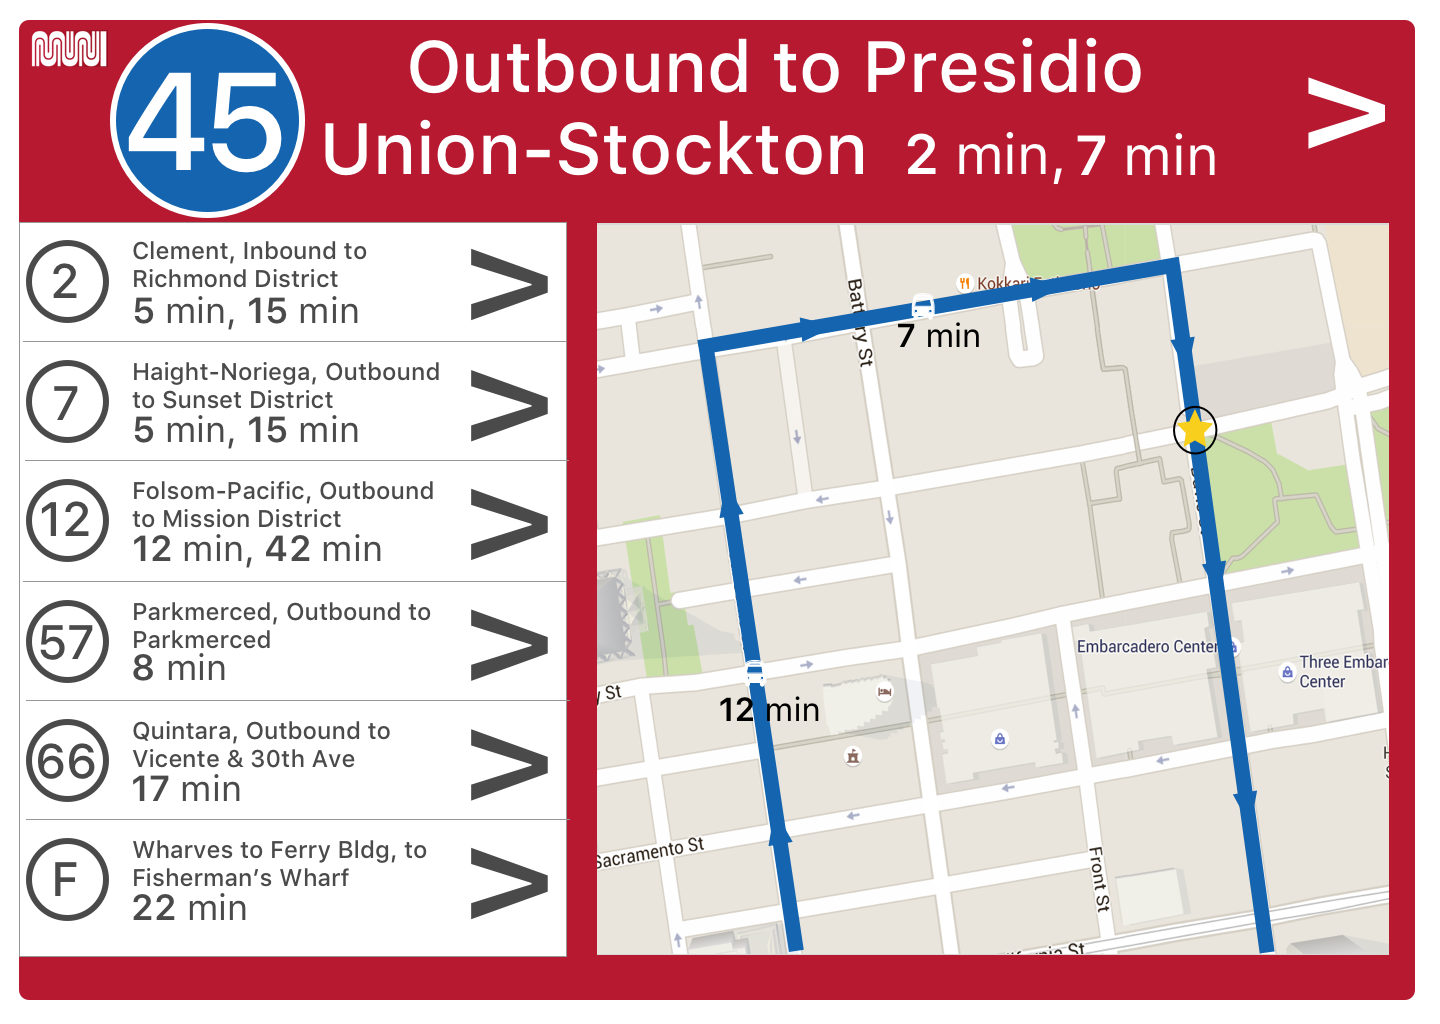 MUNI
45
Outbound to Presidio
Union-Stockton 2 min, 7 min
>
2
Clement, Inbound to
Richmond District
5 min, 15 min
>
7
Haight-Noriega, Outbound
to Sunset District
5 min, 15 min
>
12
Folsom-Pacific, Outbound
to Mission District
12 min, 42 min
>
57
Parkmerced, Outbound to
Parkmerced
8 min
>
66
Quintara, Outbound to
Vicente & 30th Ave
17 min
>
F
Wharves to Ferry Bldg, to
Fisherman’s Wharf
22 min
>
Kokkari
Battery St
7 min
Embarcadero Center
Three Embar
Center
y St
12 min
Sacramento St
Front St
rnia St